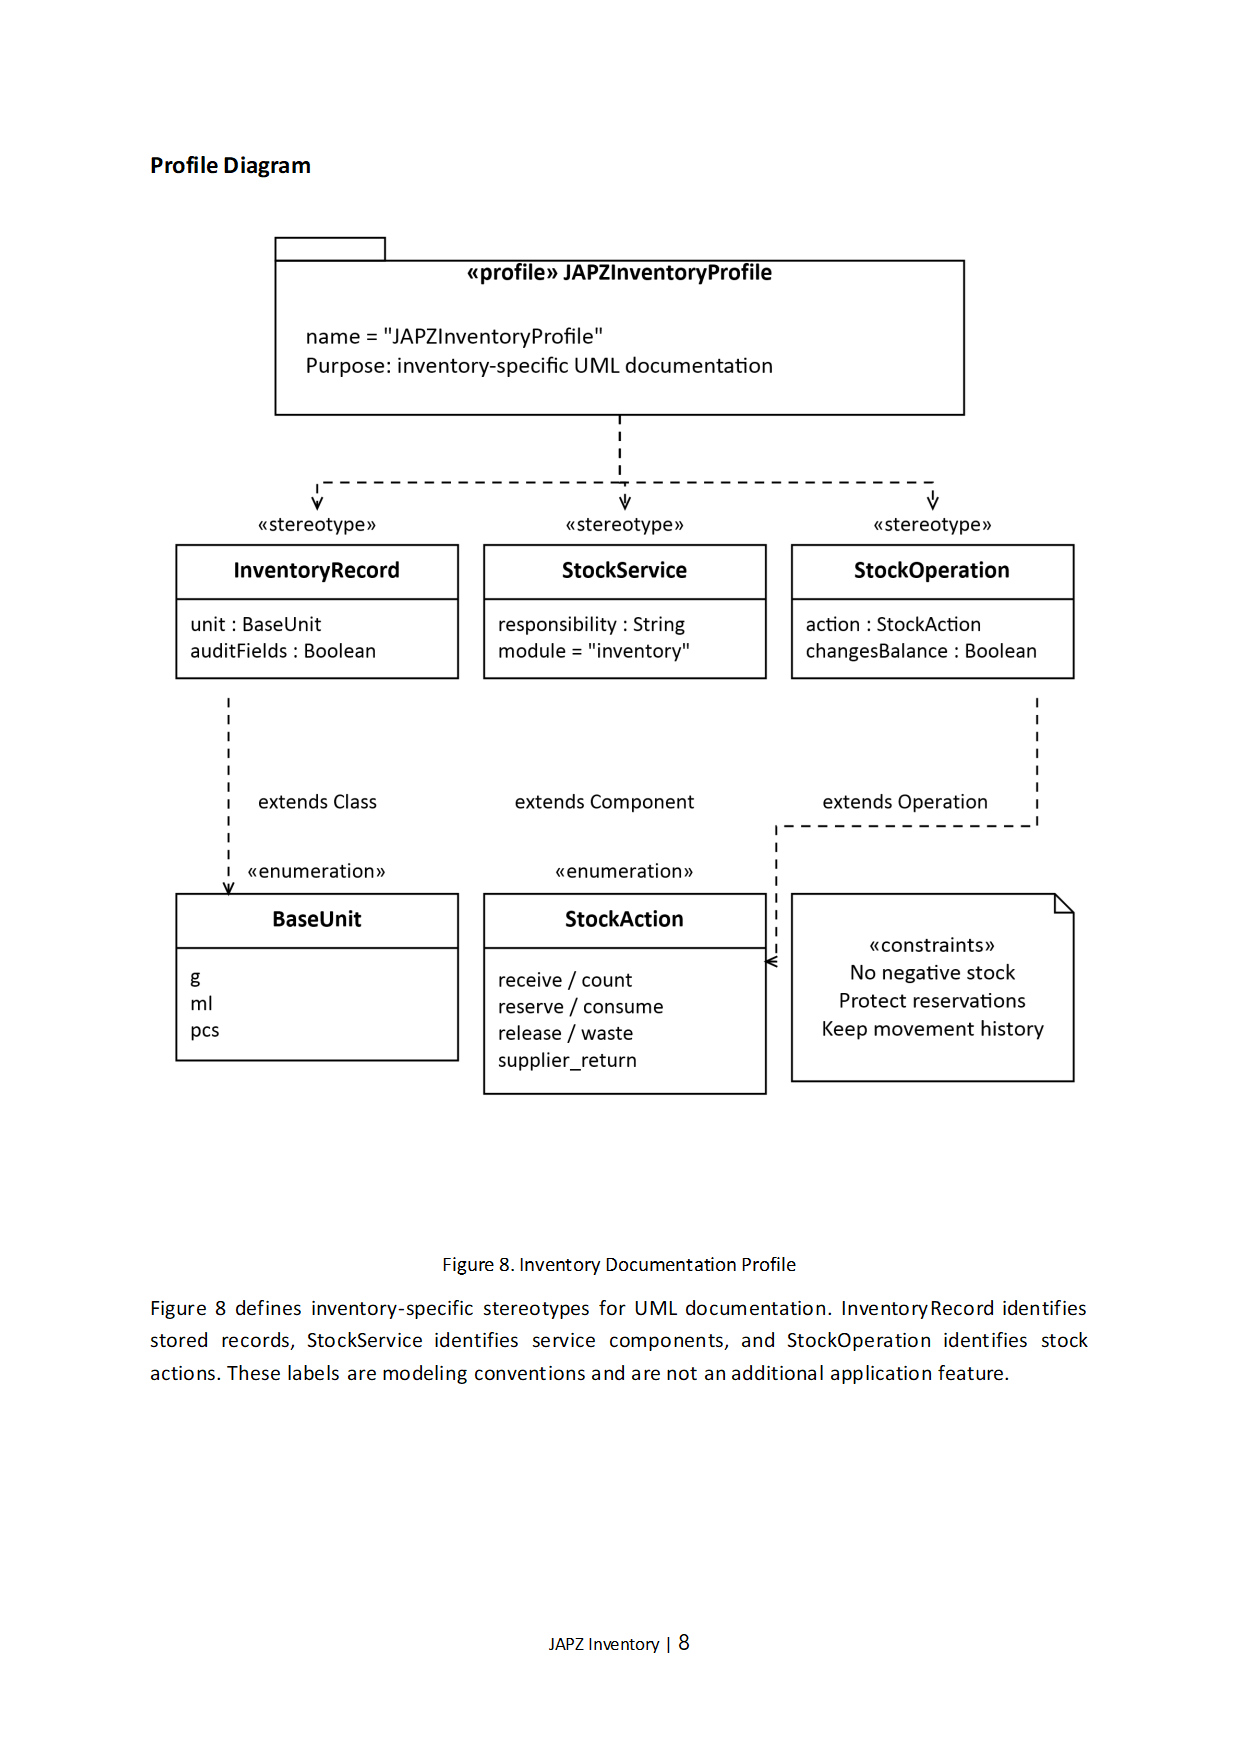 Profile Diagram
«profile» JAPZInventoryProfile
name = "JAPZInventoryProfile"
Purpose: inventory-specific UML documentation
«stereotype»
InventoryRecord
unit : BaseUnit
auditFields : Boolean
«stereotype»
StockService
responsibility : String
module = "inventory"
«stereotype»
StockOperation
action : StockAction
changesBalance : Boolean
extends Class
extends Component
extends Operation
«enumeration»
BaseUnit
g
ml
pcs
«enumeration»
StockAction
receive / count
reserve / consume
release / waste
supplier_return
«constraints»
No negative stock
Protect reservations
Keep movement history
Figure 8. Inventory Documentation Profile
Figure 8 defines inventory-specific stereotypes for UML documentation. InventoryRecord identifies
stored records, StockService identifies service components, and StockOperation identifies stock
actions. These labels are modeling conventions and are not an additional application feature.
JAPZ Inventory | 8